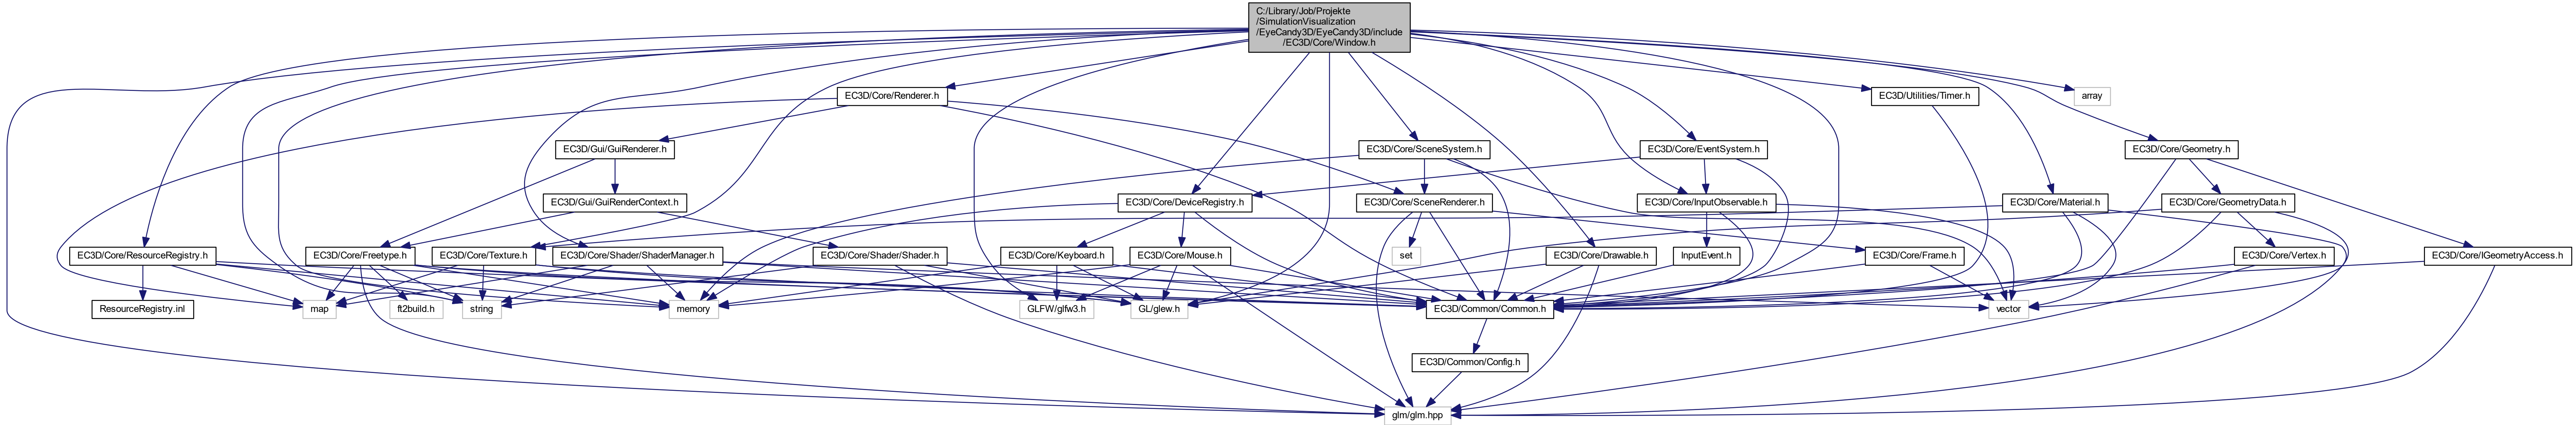 C:/Library/Job/Projekte
/SimulationVisualization
/EyeCandy3D/EyeCandy3D/include
/EC3D/Core/Window.h
EC3D/Core/Renderer.h
EC3D/Utilities/Timer.h
array
EC3D/Gui/GuiRenderer.h
EC3D/Core/SceneSystem.h
EC3D/Core/EventSystem.h
EC3D/Core/Geometry.h
EC3D/Gui/GuiRenderContext.h
EC3D/Core/DeviceRegistry.h
EC3D/Core/SceneRenderer.h
EC3D/Core/InputObservable.h
EC3D/Core/Material.h
EC3D/Core/GeometryData.h
EC3D/Core/ResourceRegistry.h
EC3D/Core/Freetype.h
EC3D/Core/Texture.h
EC3D/Core/Shader/ShaderManager.h
EC3D/Core/Shader/Shader.h
EC3D/Core/Keyboard.h
EC3D/Core/Mouse.h
set
EC3D/Core/Drawable.h
InputEvent.h
EC3D/Core/Frame.h
EC3D/Core/Vertex.h
EC3D/Core/IGeometryAccess.h
ResourceRegistry.inl
map
ft2build.h
string
memory
GLFW/glfw3.h
GL/glew.h
EC3D/Common/Common.h
vector
EC3D/Common/Config.h
glm/glm.hpp